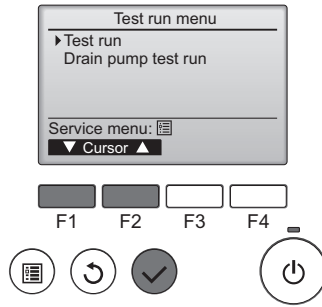 Test run menu
Test run
Drain pump test run
Service menu:
Cursor
F1 F2 F3 F4